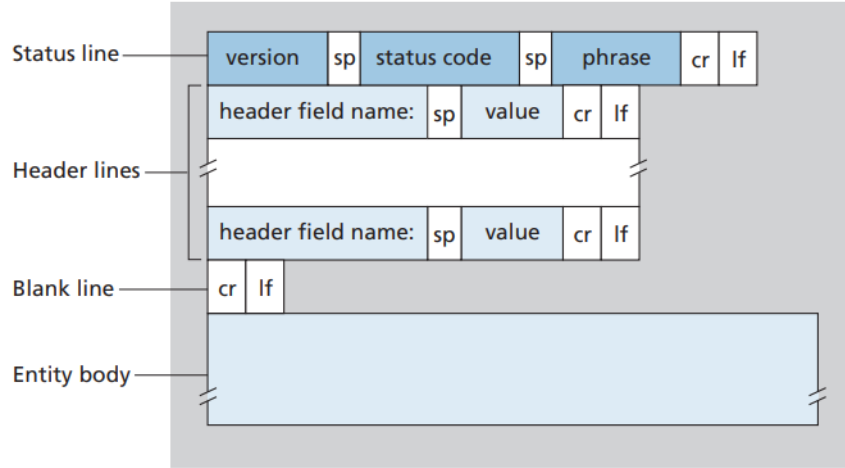 Status line version sp status code sp phrase cr lf
header field name: sp value cr lf
Header lines
header field name: sp value cr lf
Blank line cr lf
Entity body